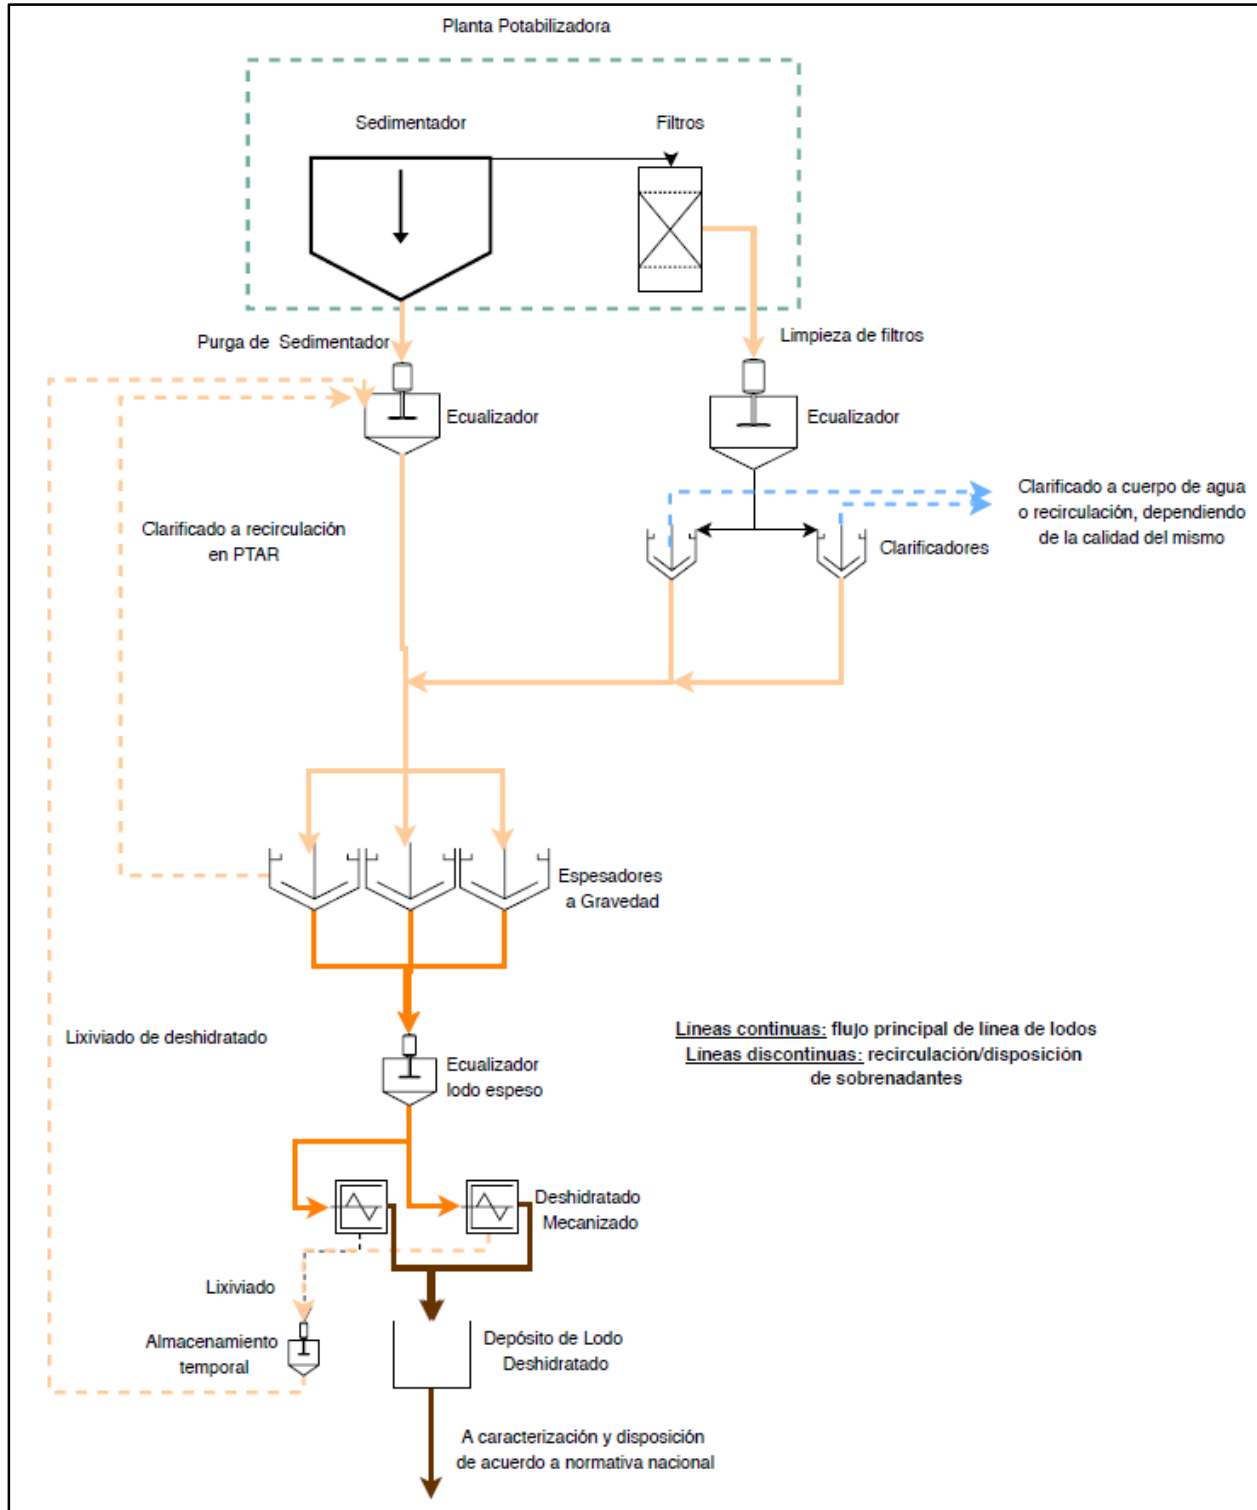 Planta Potabilizadora
Sedimentador
Filtros
Purga de Sedimentador
Limpieza de filtros
Ecualizador
Ecualizador
Clarificado a cuerpo de agua
o recirculación, dependiendo
de la calidad del mismo
Clarificado a recirculación
en PTAR
Clarificadores
Espesadores
a Gravedad
Lixiviado de deshidratado
Líneas continuas: flujo principal de línea de lodos
Líneas discontinuas: recirculación/disposición
de sobrenadantes
Ecualizador
lodo espeso
Deshidratado
Mecanizado
Lixiviado
Almacenamiento
temporal
Depósito de Lodo
Deshidratado
A caracterización y disposición
de acuerdo a normativa nacional